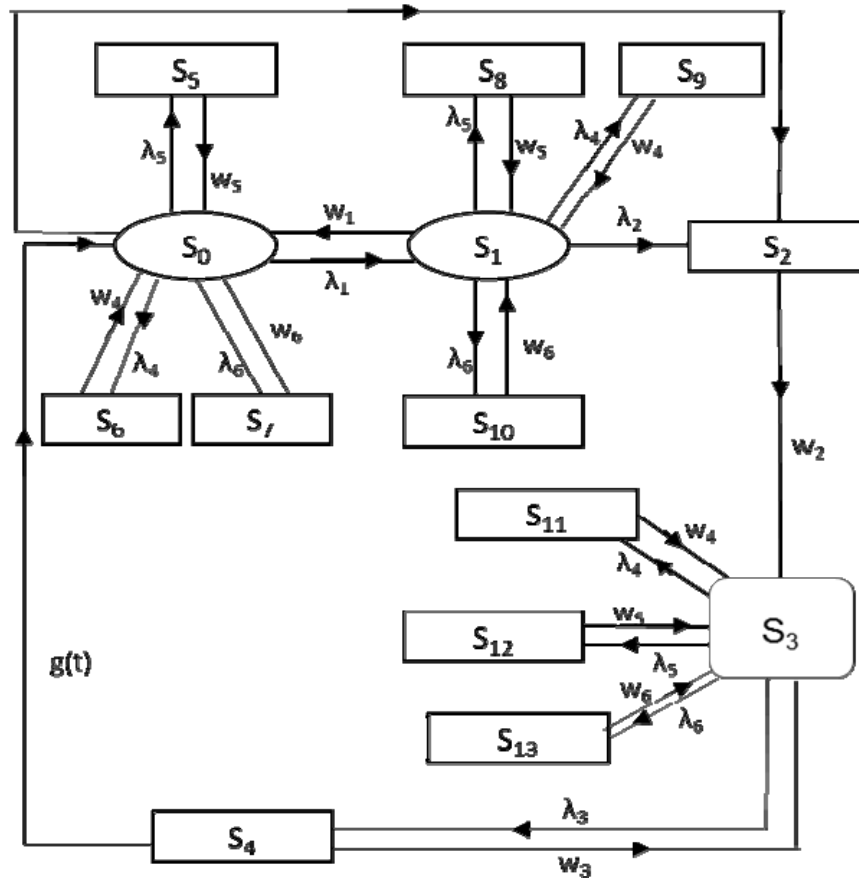 S₅
S₈
S₉
λ₅
w₅
λ₅
w₅
λ₄
w₄
S₀
w₁
λ₁
S₁
λ₂
S₂
w₄
λ₄
λ₆
w₆
λ₆
w₆
S₆
S₇
S₁₀
w₂
S₁₁
w₄
λ₄
S₁₂
w₅
λ₅
S₃
g(t)
w₆
λ₆
S₁₃
λ₃
S₄
w₃